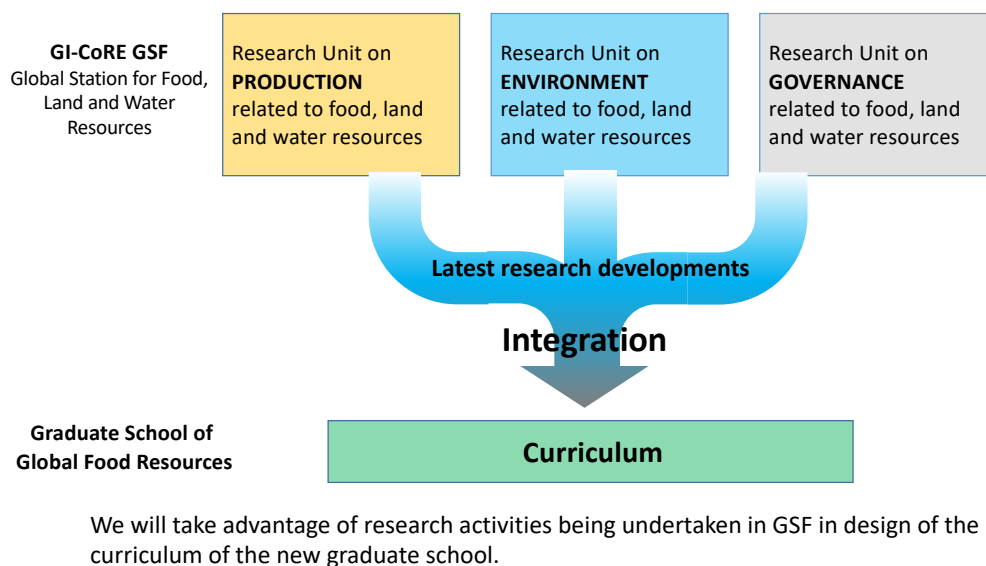 GI-CoRE GSF
Global Station for Food,
Land and Water
Resources
Research Unit on
PRODUCTION
related to food, land
and water resources
Research Unit on
ENVIRONMENT
related to food, land
and water resources
Research Unit on
GOVERNANCE
related to food, land
and water resources
Latest research developments
Integration
Graduate School of
Global Food Resources
Curriculum
We will take advantage of research activities being undertaken in GSF in design of the
curriculum of the new graduate school.